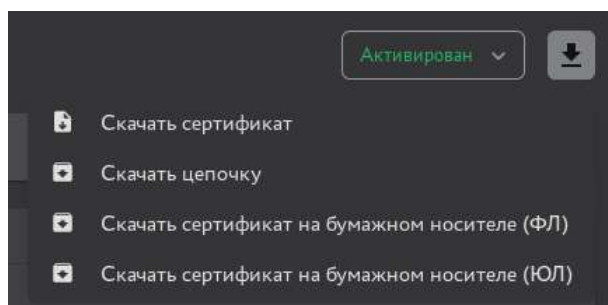 Активирован
Скачать сертификат
Скачать цепочку
Скачать сертификат на бумажном носителе (ФЛ)
Скачать сертификат на бумажном носителе (ЮЛ)